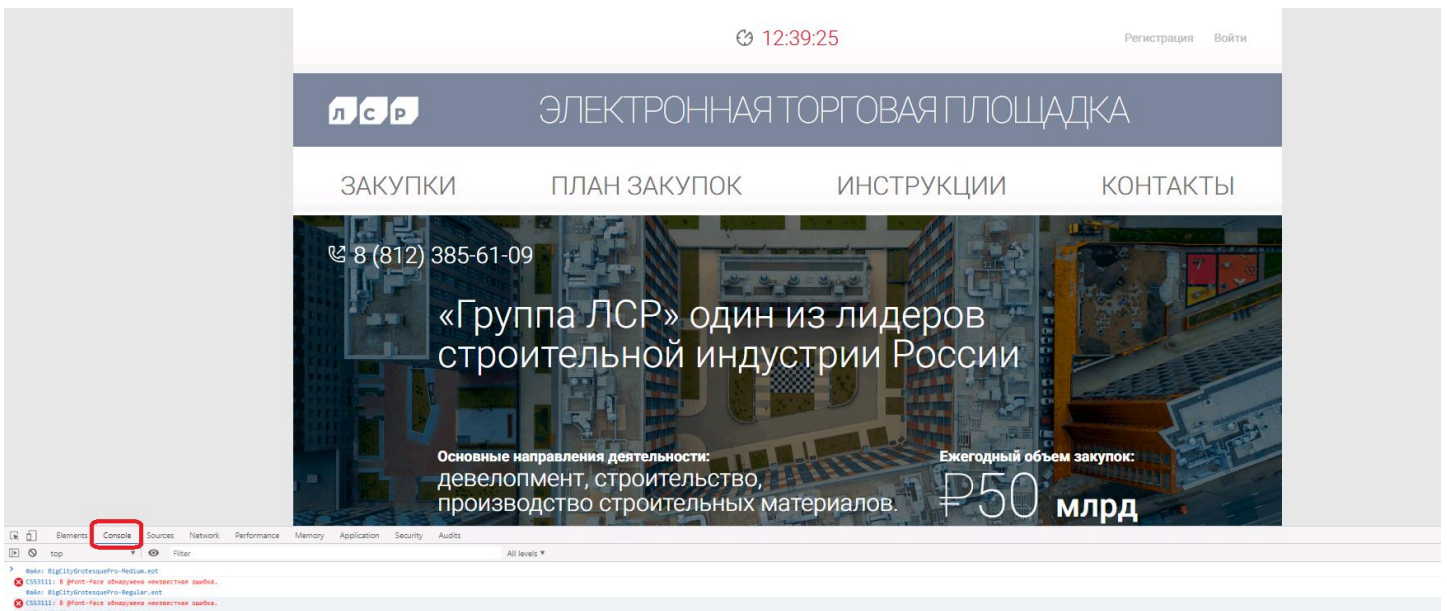 12:39:25
Регистрация Войти
ЛСР
ЭЛЕКТРОННАЯ ТОРГОВАЯ ПЛОЩАДКА
ЗАКУПКИ ПЛАН ЗАКУПОК ИНСТРУКЦИИ КОНТАКТЫ
8 (812) 385-61-09
«Группа ЛСР» один из лидеров
строительной индустрии России
Основные направления деятельности:
девелопмент, строительство,
производство строительных материалов.
Ежегодный объем закупок:
₽50 млрд
Elements Console Sources Network Performance Memory Application Security Audits
top Filter All levels ▼
Файл: BigCityGrotesquePro-Medium.eot
CSS3111: В @font-face обнаружена неизвестная ошибка.
Файл: BigCityGrotesquePro-Regular.eot
CSS3111: В @font-face обнаружена неизвестная ошибка.